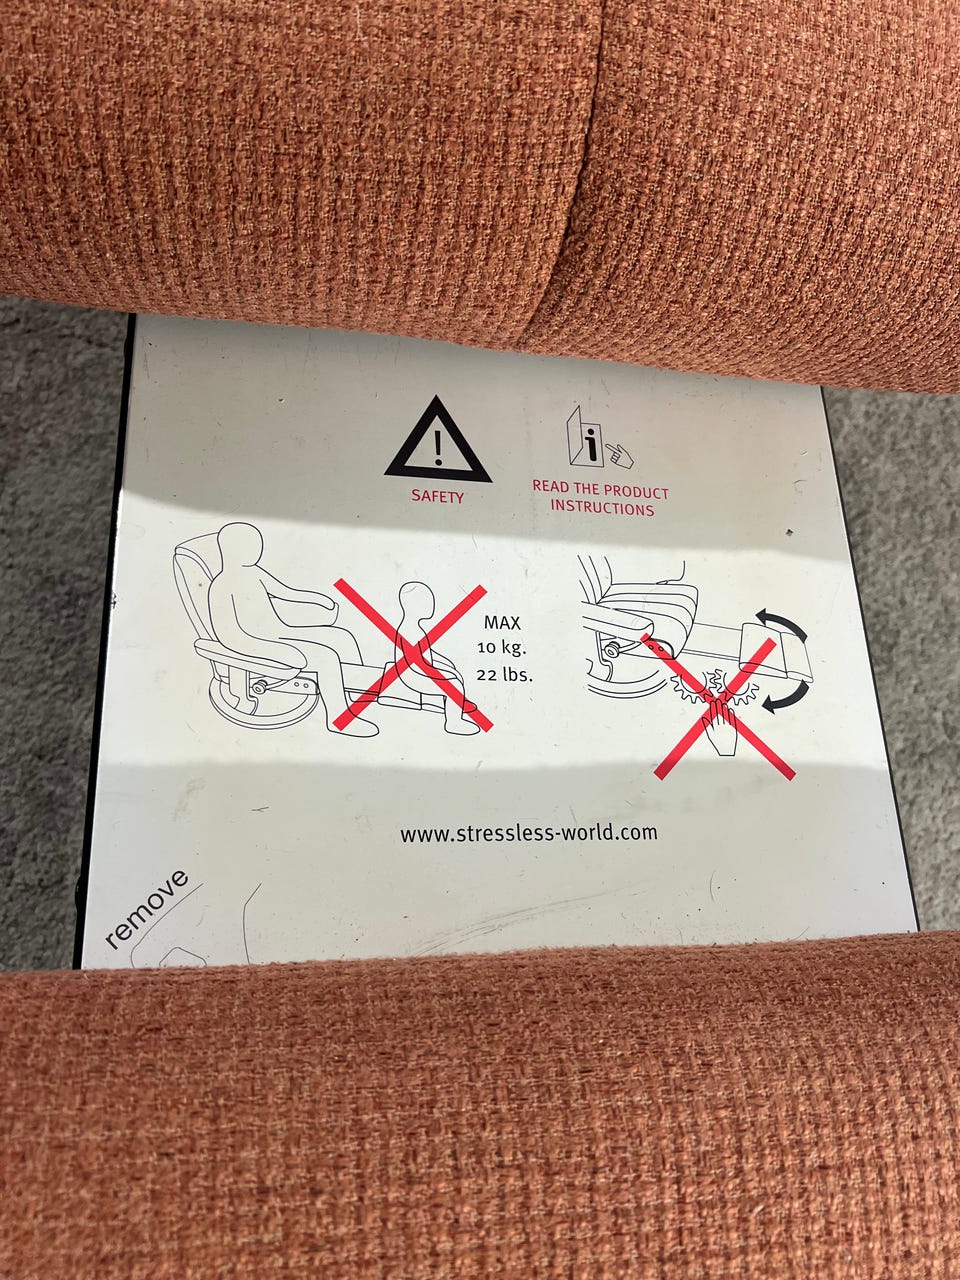 SAFETY
READ THE PRODUCT
INSTRUCTIONS
MAX
10 kg.
22 lbs.
www.stressless-world.com
remove